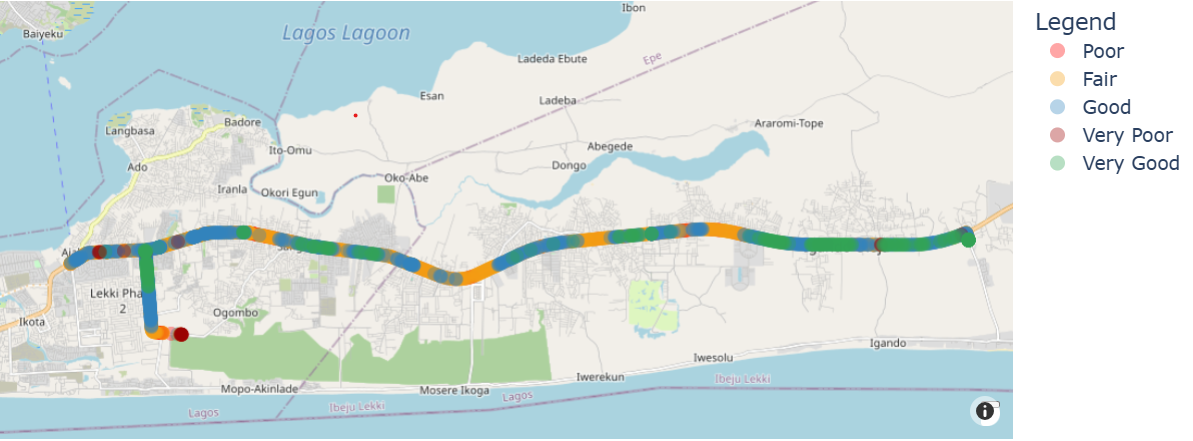 Ibon
Baiyeku
Lagos Lagoon
Ladeda Ebute
Epe
Esan
Ladeba
Langbasa
Badore
Araromi-Tope
Ito-Omu
Abegede
Ado
Dongo
Oko-Abe
Iranla
Okori Egun
Lekki Pha
2
Ogombo
Ikota
Igando
Iwesolu
Iwerekun
Mopo-Akinlade
Mosere Ikoga
Ibeju Lekki
Lagos
Ibeju Lekki
Lagos
Legend
Poor
Fair
Good
Very Poor
Very Good